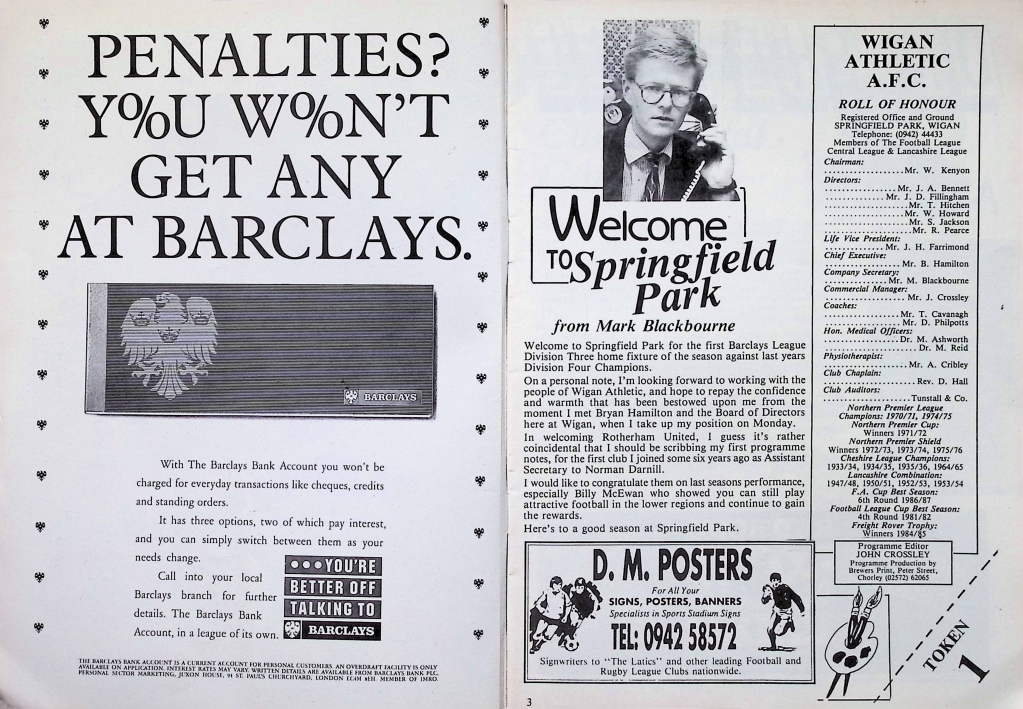 PENALTIES?
Y%U W%N'T
GET ANY
AT BARCLAYS.
BARCLAYS
With The Barclays Bank Account you won't be
charged for everyday transactions like cheques, credits
and standing orders.
It has three options, two of which pay interest,
and you can simply switch between them as your
needs change.
Call into your local
Barclays branch for further
details. The Barclays Bank
Account, in a league of its own.
•••YOU'RE
BETTER OFF
TALKING TO
BARCLAYS
THE BARCLAYS BANK ACCOUNT IS A CURRENT ACCOUNT FOR PERSONAL CUSTOMERS. AN OVERDRAFT FACILITY IS ONLY
AVAILABLE ON APPLICATION. INTEREST RATES MAY VARY. WRITTEN DETAILS ARE AVAILABLE FROM BARCLAYS BANK PLC,
PERSONAL SECTOR MARKETING, JUXON HOUSE, 94 ST. PAUL'S CHURCHYARD, LONDON EC4M 8EH. MEMBER OF IMRO.
Welcome
TO Springfield
Park
from Mark Blackbourne
Welcome to Springfield Park for the first Barclays League
Division Three home fixture of the season against last years
Division Four Champions.
On a personal note, I'm looking forward to working with the
people of Wigan Athletic, and hope to repay the confidence
and warmth that has been bestowed upon me from the
moment I met Bryan Hamilton and the Board of Directors
here at Wigan, when I take up my position on Monday.
In welcoming Rotherham United, I guess it's rather
coincidental that I should be scribbing my first programme
notes, for the first club I joined some six years ago as Assistant
Secretary to Norman Darnill.
I would like to congratulate them on last seasons performance,
especially Billy McEwan who showed you can still play
attractive football in the lower regions and continue to gain
the rewards.
Here's to a good season at Springfield Park.
D. M. POSTERS
For All Your
SIGNS, POSTERS, BANNERS
Specialists in Sports Stadium Signs
TEL: 0942 58572
Signwriters to "The Latics" and other leading Football and
Rugby League Clubs nationwide.
3
WIGAN
ATHLETIC
A.F.C.
ROLL OF HONOUR
Registered Office and Ground
SPRINGFIELD PARK, WIGAN
Telephone: (0942) 44433
Members of The Football League
Central League & Lancashire League
Chairman:
....................Mr. W. Kenyon
Directors:
..................Mr. J. A. Bennett
...............Mr. J. D. Fillingham
.....................Mr. T. Hitchen
....................Mr. W. Howard
.....................Mr. S. Jackson
......................Mr. R. Pearce
Life Vice President:
...............Mr. J. H. Farrimond
Chief Executive:
...................Mr. B. Hamilton
Company Secretary:
................Mr. M. Blackbourne
Commercial Manager:
.....................Mr. J. Crossley
Coaches:
...................Mr. T. Cavanagh
....................Mr. D. Philpotts
Hon. Medical Officers:
...................Dr. M. Ashworth
........................Dr. M. Reid
Physiotherapist:
.....................Mr. A. Cribley
Club Chaplain:
.......................Rev. D. Hall
Club Auditors:
......................Tunstall & Co.
Northern Premier League
Champions: 1970/71, 1974/75
Northern Premier Cup:
Winners 1971/72
Northern Premier Shield
Winners 1972/73, 1973/74, 1975/76
Cheshire League Champions:
1933/34, 1934/35, 1935/36, 1964/65
Lancashire Combination:
1947/48, 1950/51, 1952/53, 1953/54
F.A. Cup Best Season:
6th Round 1986/87
Football League Cup Best Season:
4th Round 1981/82
Freight Rover Trophy:
Winners 1984/85
Programme Editor
JOHN CROSSLEY
Programme Production by
Brewers Print, Peter Street,
Chorley (02572) 62065
TOKEN
1